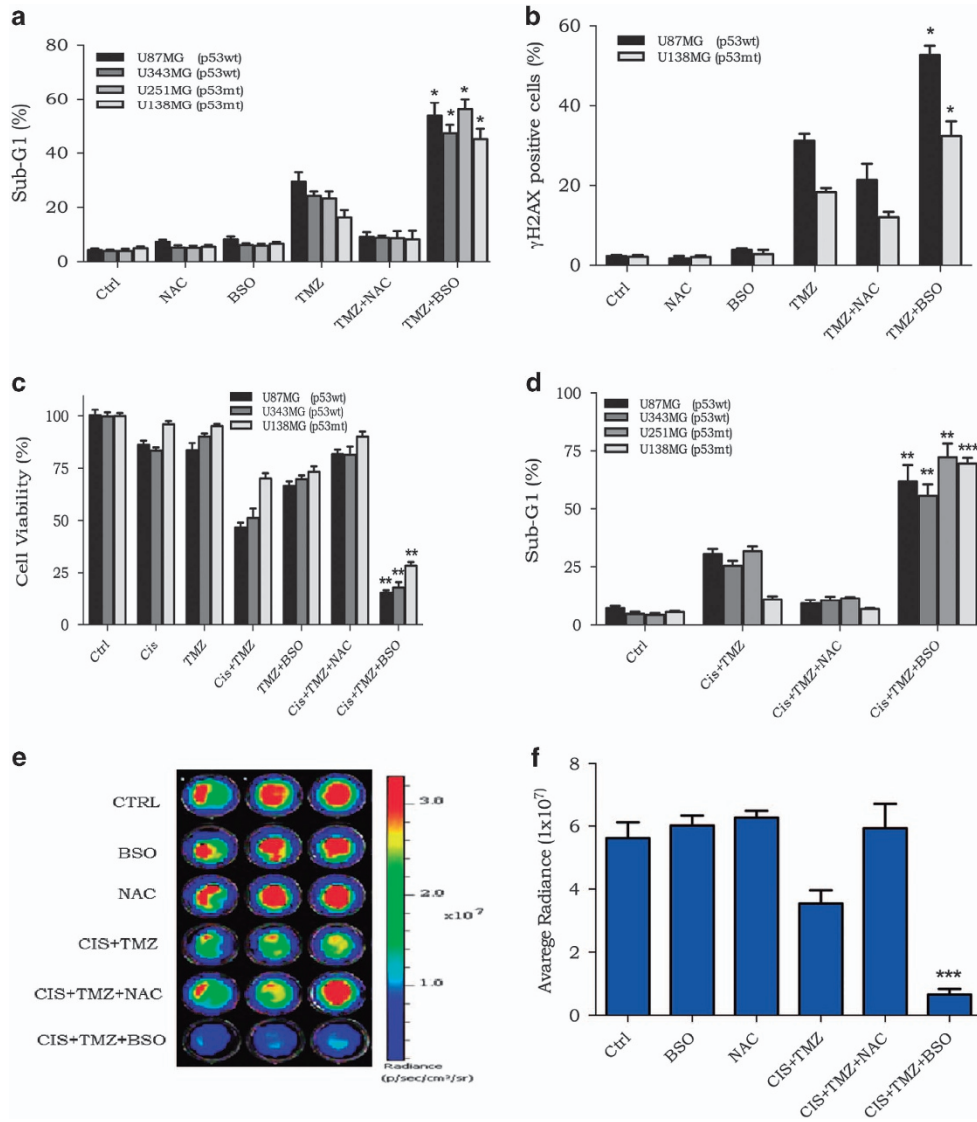 a
Sub-G1 (%)
80
60
40
20
0
U87MG (p53wt)
U343MG (p53wt)
U251MG (p53mt)
U138MG (p53mt)
* * * *
Ctrl
NAC
BSO
TMZ
TMZ+NAC
TMZ+BSO
b
γH2AX positive cells (%)
60
40
20
0
U87MG (p53wt)
U138MG (p53mt)
* *
Ctrl
NAC
BSO
TMZ
TMZ+NAC
TMZ+BSO
c
Cell Viability (%)
100
75
50
25
0
U87MG (p53wt)
U343MG (p53wt)
U138MG (p53mt)
** ** **
Ctrl
Cis
TMZ
Cis+TMZ
TMZ+BSO
Cis+TMZ+NAC
Cis+TMZ+BSO
d
Sub-G1 (%)
100
75
50
25
0
U87MG (p53wt)
U343MG (p53wt)
U251MG (p53mt)
U138MG (p53mt)
** ** ** ***
Ctrl
Cis+TMZ
Cis+TMZ+NAC
Cis+TMZ+BSO
e
CTRL
BSO
NAC
CIS+TMZ
CIS+TMZ+NAC
CIS+TMZ+BSO
3.0
2.0
x10⁷
1.0
Radiance
(p/sec/cm²/sr)
f
Avarege Radiance (1x10⁷)
8
6
4
2
0
***
Ctrl
BSO
NAC
CIS+TMZ
CIS+TMZ+NAC
CIS+TMZ+BSO